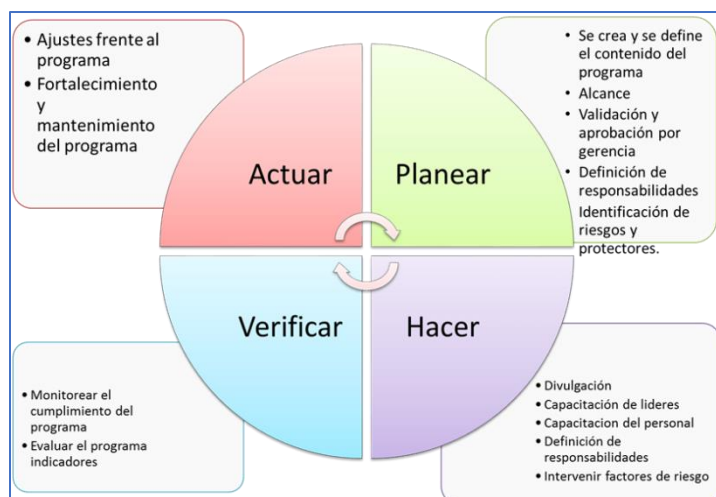 • Ajustes frente al
programa
• Fortalecimiento
y
mantenimiento
del programa
• Se crea y se define
el contenido del
programa
• Alcance
• Validación y
aprobación por
gerencia
• Definición de
responsabilidades
Identificación de
riesgos y
protectores.
Actuar
Planear
Verificar
Hacer
• Monitorear el
cumplimiento del
programa
• Evaluar el programa
indicadores
• Divulgación
• Capacitación de lideres
• Capacitacion del personal
• Definición de
responsabilidades
• Intervenir factores de riesgo